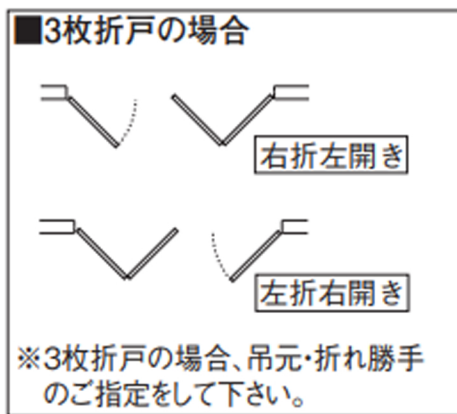 ■3枚折戸の場合
右折左開き
左折右開き
※3枚折戸の場合、吊元・折れ勝手
のご指定をして下さい。